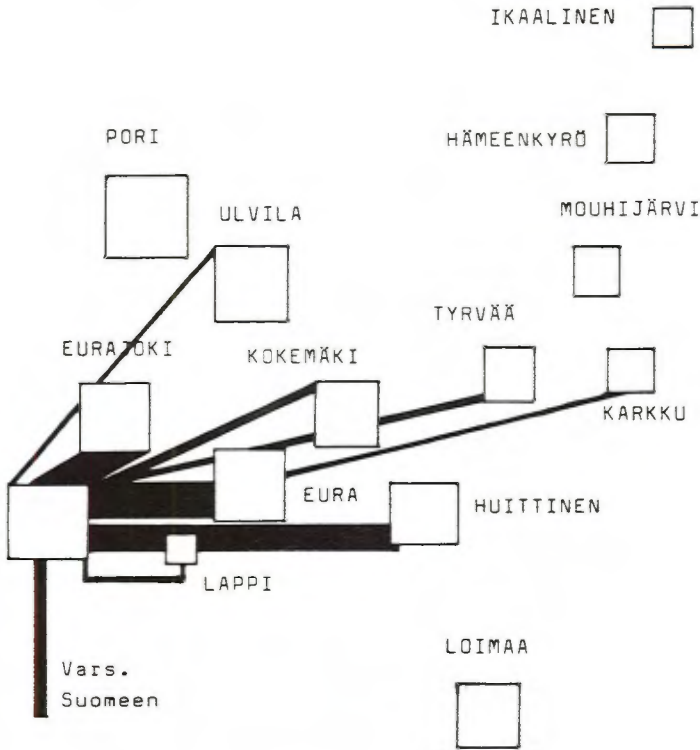 IKAALINEN
PORI
HÄMEENKYRÖ
ULVILA
MOUHIJÄRVI
TYRVÄÄ
EURAJOKI
KOKEMÄKI
KARKKU
EURA
HUITTINEN
LAPPI
LOIMAA
Vars.
Suomeen